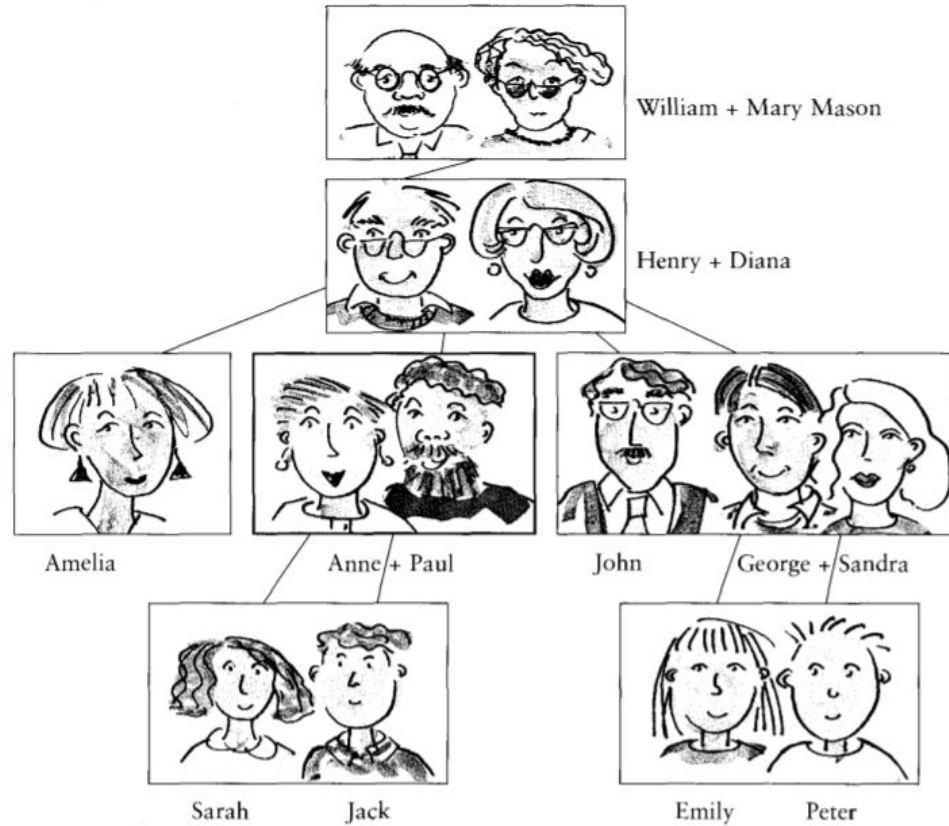 William + Mary Mason
Henry + Diana
Amelia
Anne + Paul
John
George + Sandra
Sarah
Jack
Emily
Peter